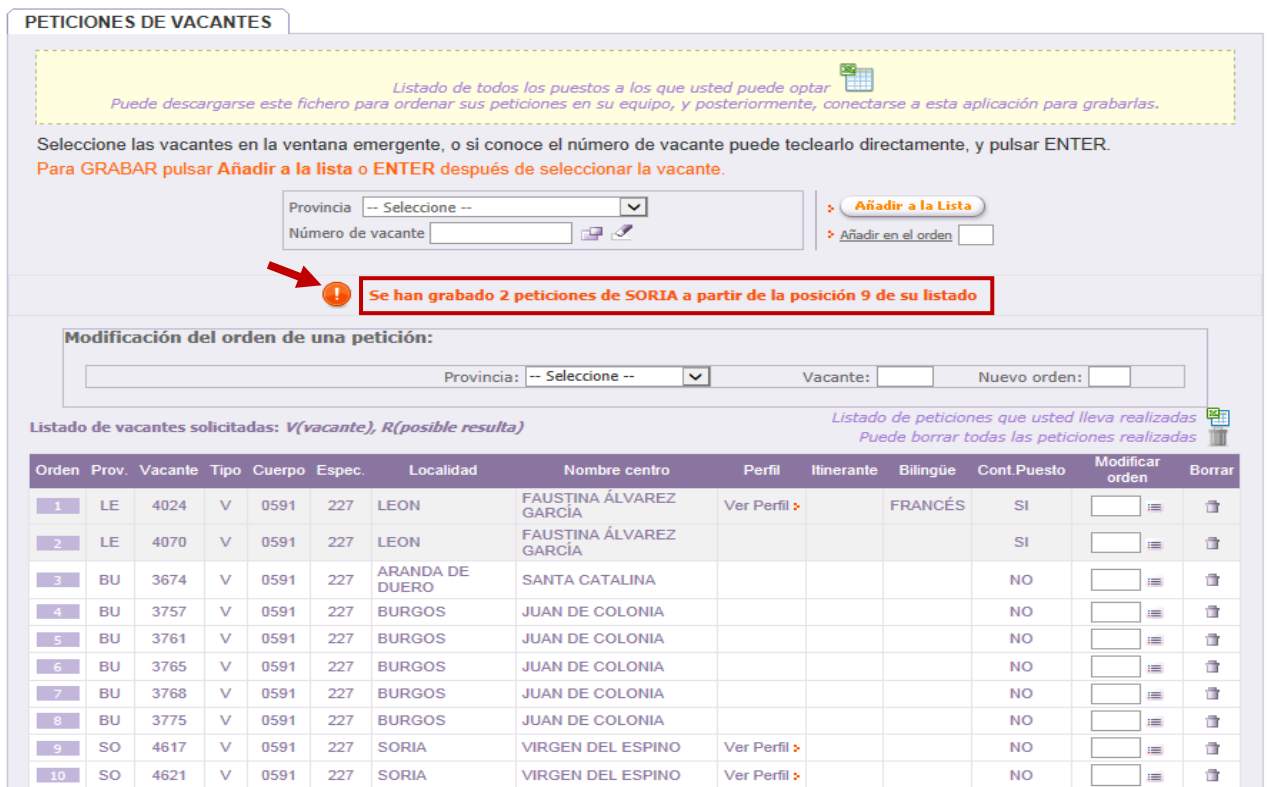 PETICIONES DE VACANTES
Listado de todos los puestos a los que usted puede optar
Puede descargarse este fichero para ordenar sus peticiones en su equipo, y posteriormente, conectarse a esta aplicación para grabarlas.
Seleccione las vacantes en la ventana emergente, o si conoce el número de vacante puede teclearlo directamente, y pulsar ENTER.
Para GRABAR pulsar Añadir a la lista o ENTER después de seleccionar la vacante.
Provincia -- Seleccione -- Añadir a la Lista
Número de vacante Añadir en el orden
Se han grabado 2 peticiones de SORIA a partir de la posición 9 de su listado
Modificación del orden de una petición:
Provincia: -- Seleccione -- Vacante: Nuevo orden:
Listado de peticiones que usted lleva realizadas
Listado de vacantes solicitadas: V(vacante), R(posible resulta)
Puede borrar todas las peticiones realizadas
Orden Prov. Vacante Tipo Cuerpo Espec. Localidad Nombre centro Perfil Itinerante Bilingüe Cont.Puesto Modificar orden Borrar
1 LE 4024 V 0591 227 LEON FAUSTINA ÁLVAREZ GARCÍA Ver Perfil FRANCÉS SI
2 LE 4070 V 0591 227 LEON FAUSTINA ÁLVAREZ GARCÍA SI
3 BU 3674 V 0591 227 ARANDA DE DUERO SANTA CATALINA NO
4 BU 3757 V 0591 227 BURGOS JUAN DE COLONIA NO
5 BU 3761 V 0591 227 BURGOS JUAN DE COLONIA NO
6 BU 3765 V 0591 227 BURGOS JUAN DE COLONIA NO
7 BU 3768 V 0591 227 BURGOS JUAN DE COLONIA NO
8 BU 3775 V 0591 227 BURGOS JUAN DE COLONIA NO
9 SO 4617 V 0591 227 SORIA VIRGEN DEL ESPINO Ver Perfil NO
10 SO 4621 V 0591 227 SORIA VIRGEN DEL ESPINO Ver Perfil NO